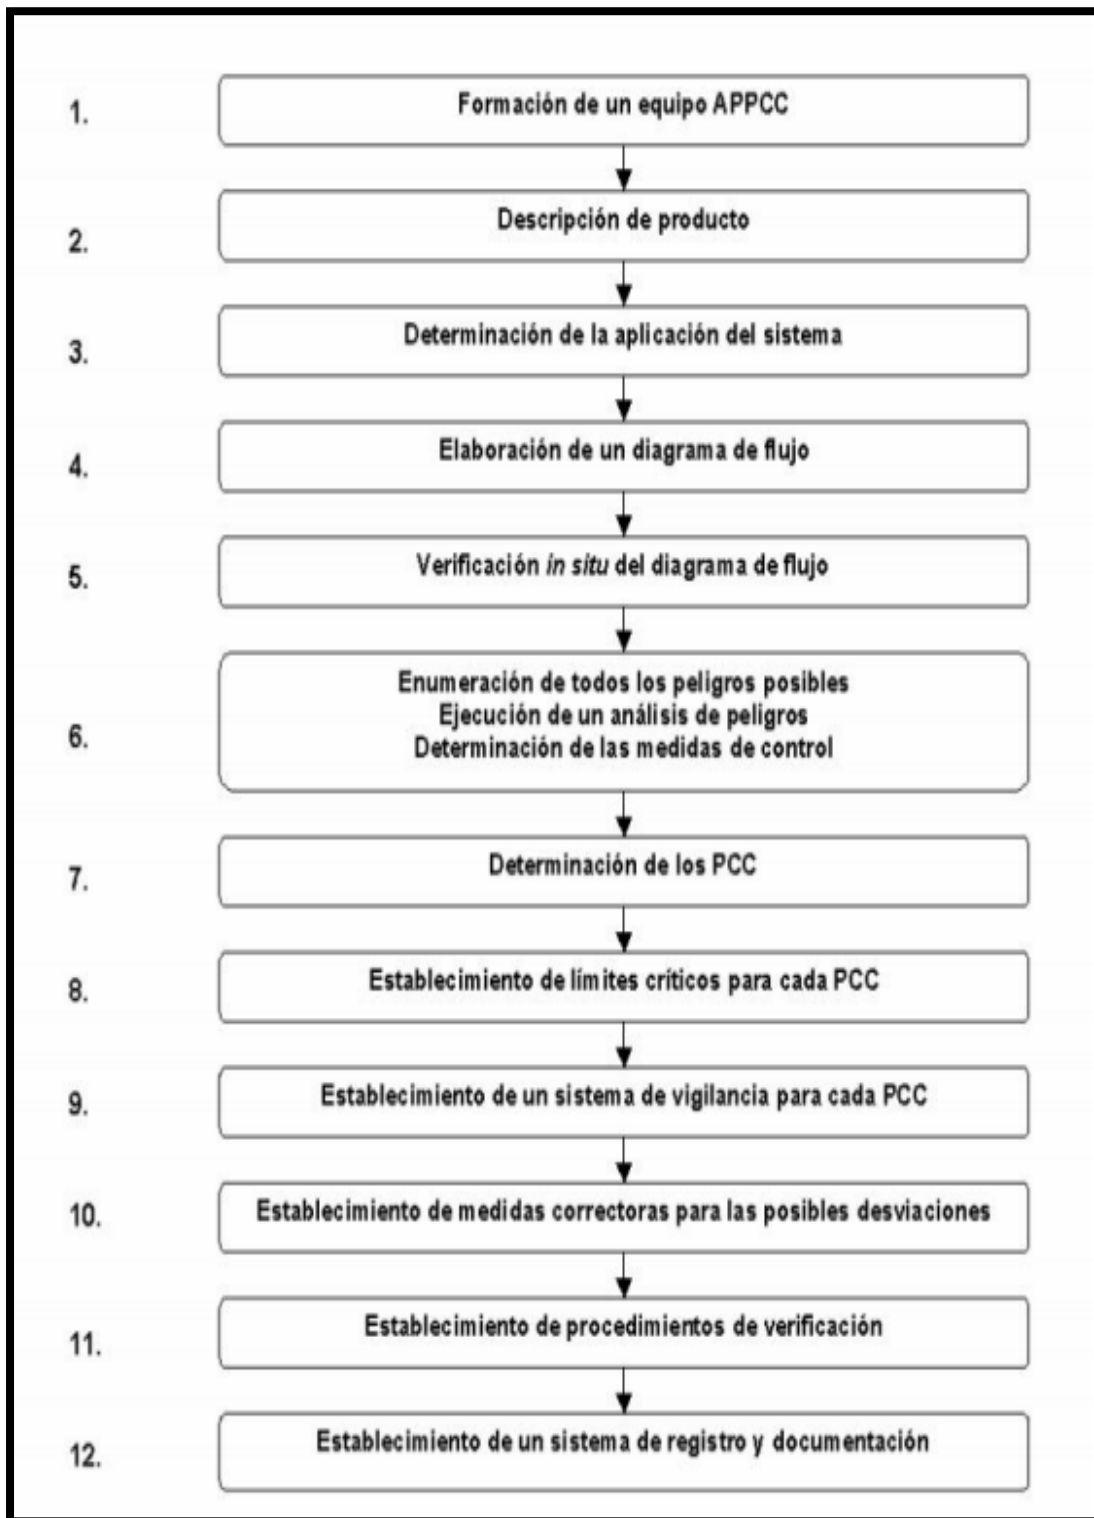 1. Formación de un equipo APPCC
2. Descripción de producto
3. Determinación de la aplicación del sistema
4. Elaboración de un diagrama de flujo
5. Verificación in situ del diagrama de flujo
Enumeración de todos los peligros posibles
Ejecución de un análisis de peligros
6. Determinación de las medidas de control
7. Determinación de los PCC
8. Establecimiento de límites críticos para cada PCC
9. Establecimiento de un sistema de vigilancia para cada PCC
10. Establecimiento de medidas correctoras para las posibles desviaciones
11. Establecimiento de procedimientos de verificación
12. Establecimiento de un sistema de registro y documentación